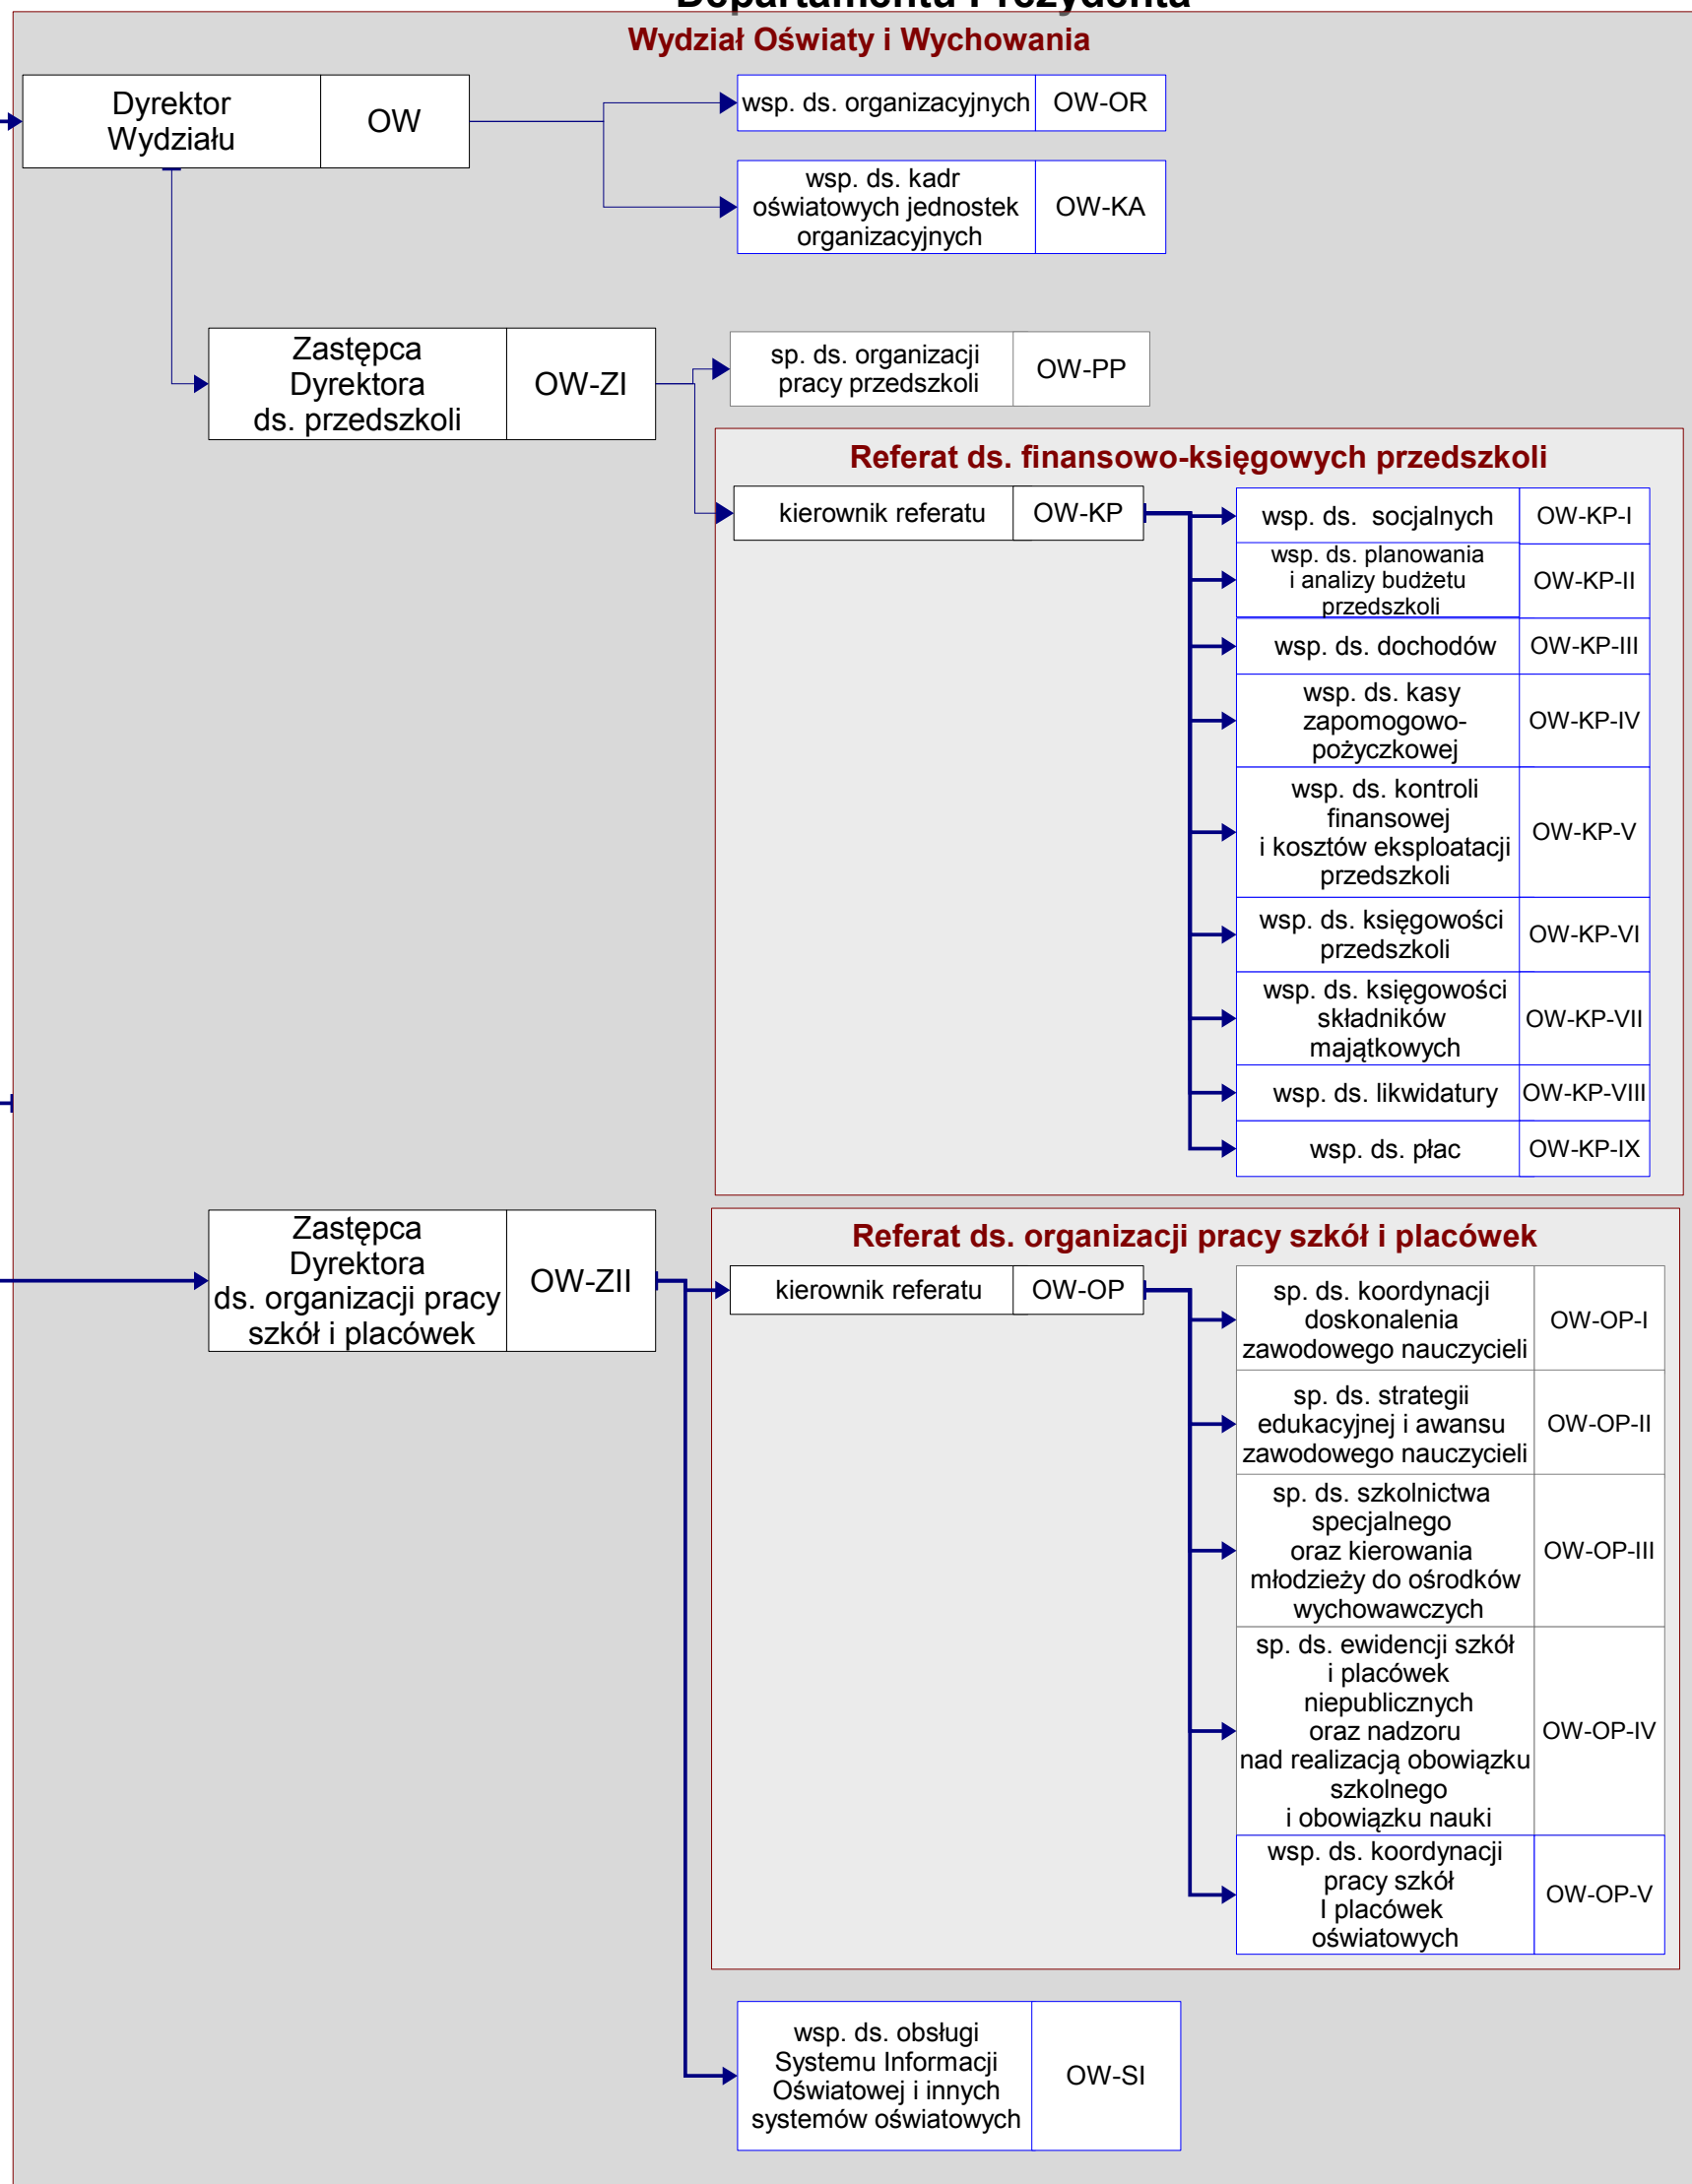 Departamentu Prezydenta
Wydział Oświaty i Wychowania
Dyrektor
Wydziału
OW
wsp. ds. organizacyjnych
OW-OR
wsp. ds. kadr
oświatowych jednostek
organizacyjnych
OW-KA
Zastępca
Dyrektora
ds. przedszkoli
OW-ZI
sp. ds. organizacji
pracy przedszkoli
OW-PP
Referat ds. finansowo-księgowych przedszkoli
kierownik referatu
OW-KP
wsp. ds. socjalnych
OW-KP-I
wsp. ds. planowania
i analizy budżetu
przedszkoli
OW-KP-II
wsp. ds. dochodów
OW-KP-III
wsp. ds. kasy
zapomogowo-
pożyczkowej
OW-KP-IV
wsp. ds. kontroli
finansowej
i kosztów eksploatacji
przedszkoli
OW-KP-V
wsp. ds. księgowości
przedszkoli
OW-KP-VI
wsp. ds. księgowości
składników
majątkowych
OW-KP-VII
wsp. ds. likwidatury
OW-KP-VIII
wsp. ds. płac
OW-KP-IX
Zastępca
Dyrektora
ds. organizacji pracy
szkół i placówek
OW-ZII
Referat ds. organizacji pracy szkół i placówek
kierownik referatu
OW-OP
sp. ds. koordynacji
doskonalenia
zawodowego nauczycieli
OW-OP-I
sp. ds. strategii
edukacyjnej i awansu
zawodowego nauczycieli
OW-OP-II
sp. ds. szkolnictwa
specjalnego
oraz kierowania
młodzieży do ośrodków
wychowawczych
OW-OP-III
sp. ds. ewidencji szkół
i placówek
niepublicznych
oraz nadzoru
nad realizacją obowiązku
szkolnego
i obowiązku nauki
OW-OP-IV
wsp. ds. koordynacji
pracy szkół
I placówek
oświatowych
OW-OP-V
wsp. ds. obsługi
Systemu Informacji
Oświatowej i innych
systemów oświatowych
OW-SI